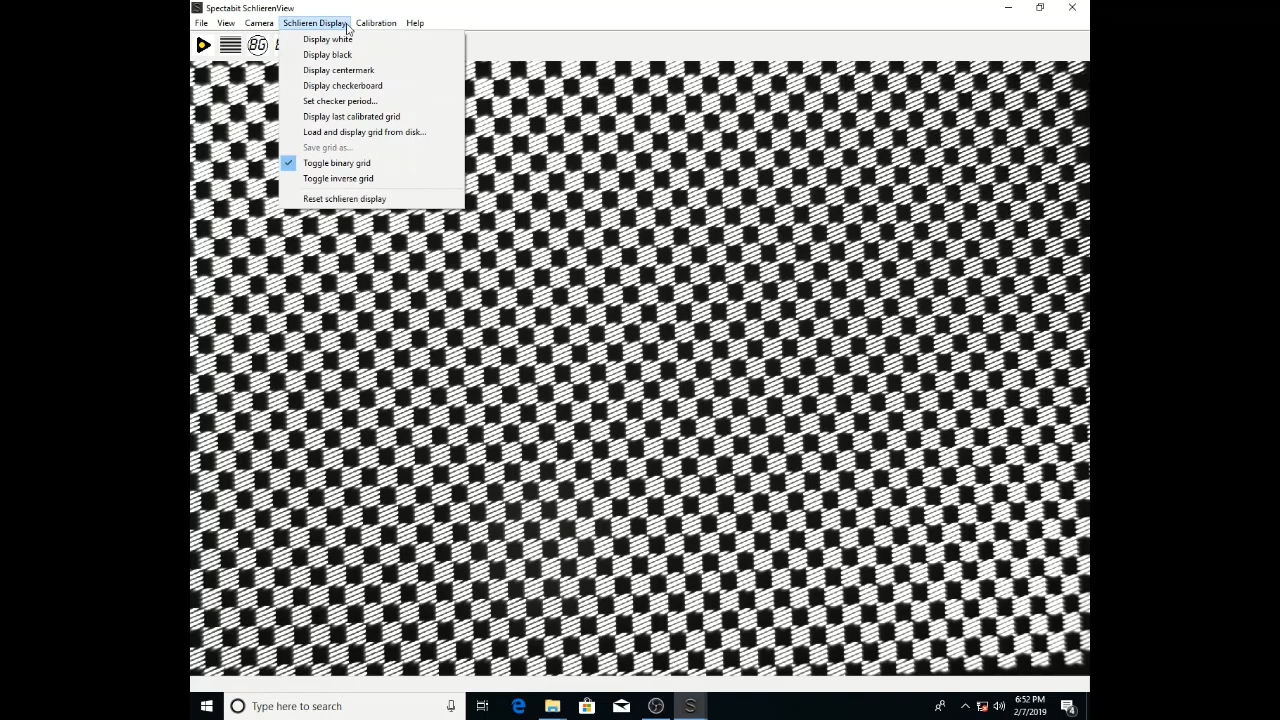 Spectabit SchlierenView
File View Camera Schlieren Display Calibration Help
BG
Display white
Display black
Display centermark
Display checkerboard
Set checker period...
Display last calibrated grid
Load and display grid from disk...
Save grid as...
Toggle binary grid
Toggle inverse grid
Reset schlieren display
Type here to search
6:52 PM
2/7/2019
4